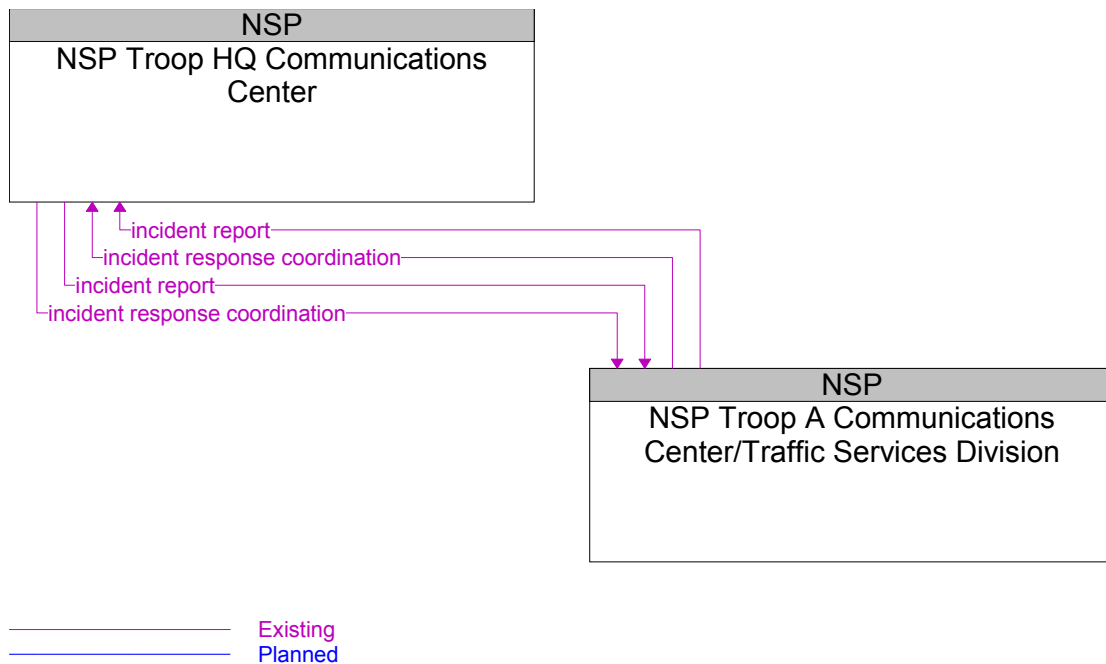 NSP
NSP Troop HQ Communications
Center
incident report
incident response coordination
incident report
incident response coordination
NSP
NSP Troop A Communications
Center/Traffic Services Division
Existing
Planned